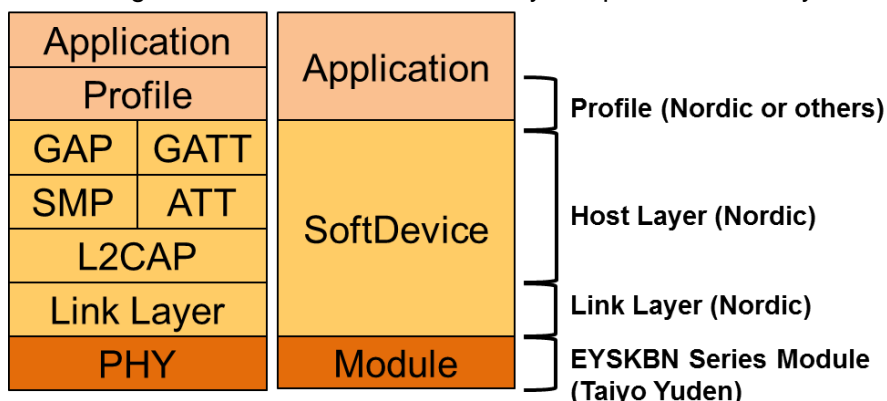 Application
Profile
GAP GATT
SMP ATT
L2CAP
Link Layer
PHY
Application
SoftDevice
Module
Profile (Nordic or others)
Host Layer (Nordic)
Link Layer (Nordic)
EYSKBN Series Module
(Taiyo Yuden)